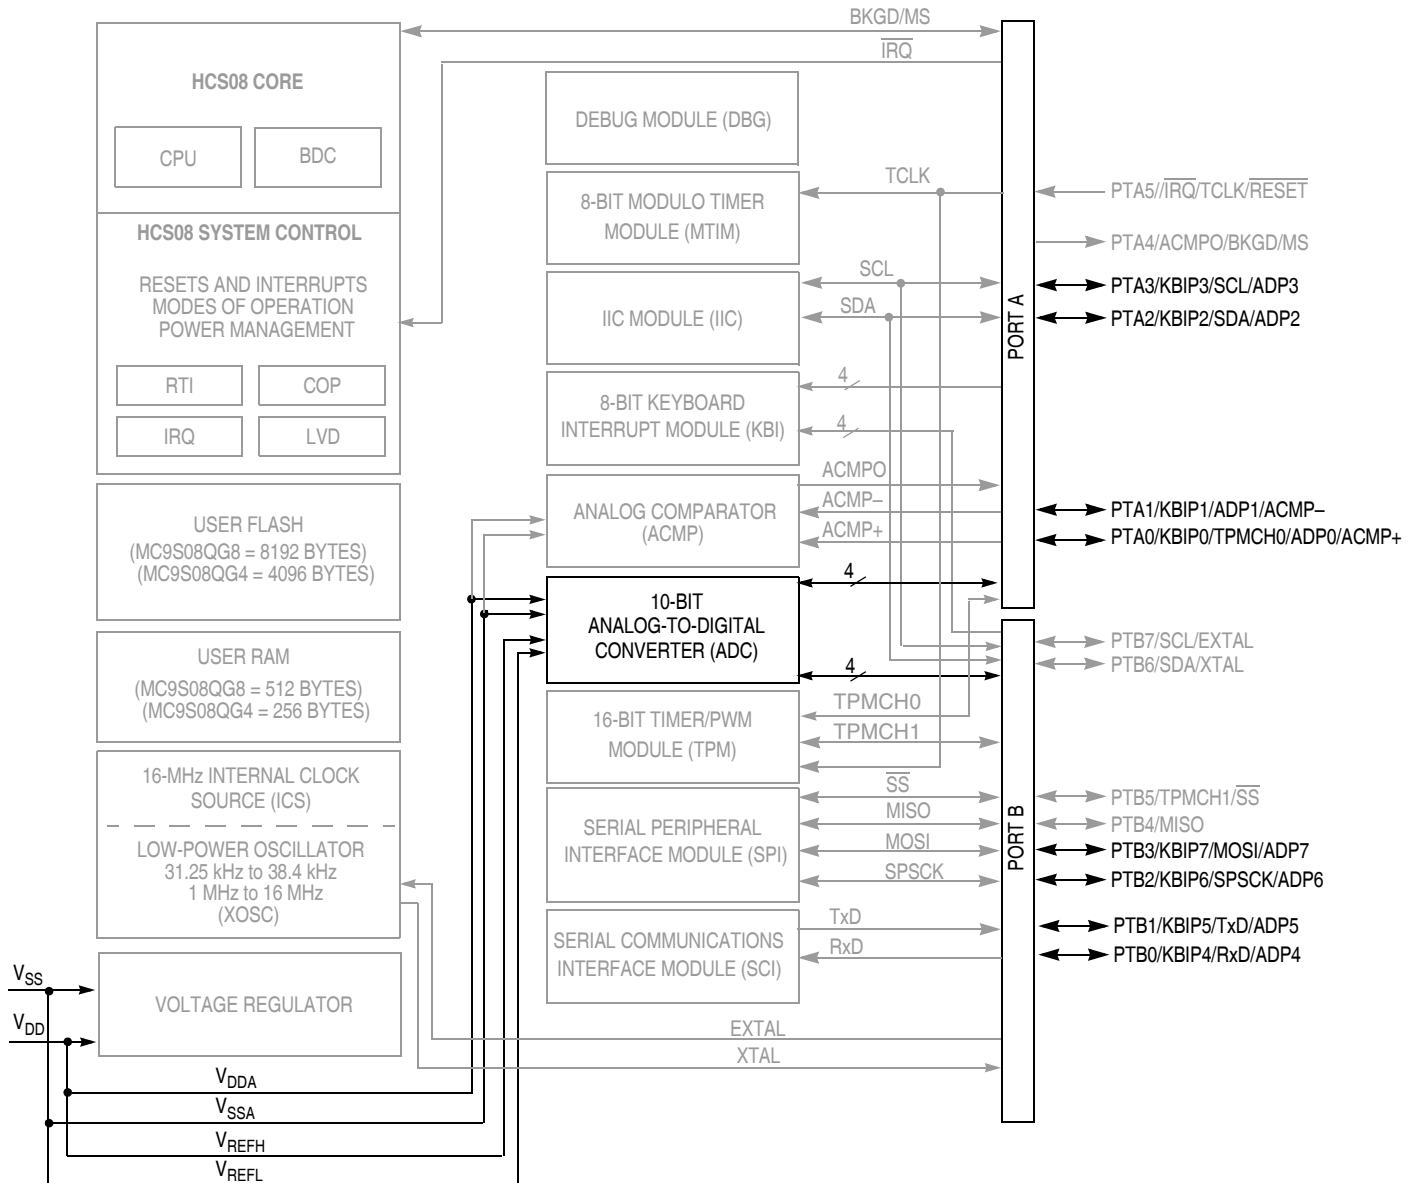 BKGD/MS
IRQ
HCS08 CORE
CPU
BDC
HCS08 SYSTEM CONTROL
RESETS AND INTERRUPTS
MODES OF OPERATION
POWER MANAGEMENT
RTI
COP
IRQ
LVD
USER FLASH
(MC9S08QG8 = 8192 BYTES)
(MC9S08QG4 = 4096 BYTES)
USER RAM
(MC9S08QG8 = 512 BYTES)
(MC9S08QG4 = 256 BYTES)
16-MHz INTERNAL CLOCK
SOURCE (ICS)
LOW-POWER OSCILLATOR
31.25 kHz to 38.4 kHz
1 MHz to 16 MHz
(XOSC)
VOLTAGE REGULATOR
VSS
VDD
VDDA
VSSA
VREFH
VREFL
DEBUG MODULE (DBG)
8-BIT MODULO TIMER
MODULE (MTIM)
TCLK
IIC MODULE (IIC)
SCL
SDA
8-BIT KEYBOARD
INTERRUPT MODULE (KBI)
4
4
ANALOG COMPARATOR
(ACMP)
ACMPO
ACMP–
ACMP+
10-BIT
ANALOG-TO-DIGITAL
CONVERTER (ADC)
4
4
16-BIT TIMER/PWM
MODULE (TPM)
TPMCH0
TPMCH1
SERIAL PERIPHERAL
INTERFACE MODULE (SPI)
SS
MISO
MOSI
SPSCK
SERIAL COMMUNICATIONS
INTERFACE MODULE (SCI)
TxD
RxD
EXTAL
XTAL
PORT A
PORT B
PTA5//IRQ/TCLK/RESET
PTA4/ACMPO/BKGD/MS
PTA3/KBIP3/SCL/ADP3
PTA2/KBIP2/SDA/ADP2
PTA1/KBIP1/ADP1/ACMP–
PTA0/KBIP0/TPMCH0/ADP0/ACMP+
PTB7/SCL/EXTAL
PTB6/SDA/XTAL
PTB5/TPMCH1/SS
PTB4/MISO
PTB3/KBIP7/MOSI/ADP7
PTB2/KBIP6/SPSCK/ADP6
PTB1/KBIP5/TxD/ADP5
PTB0/KBIP4/RxD/ADP4